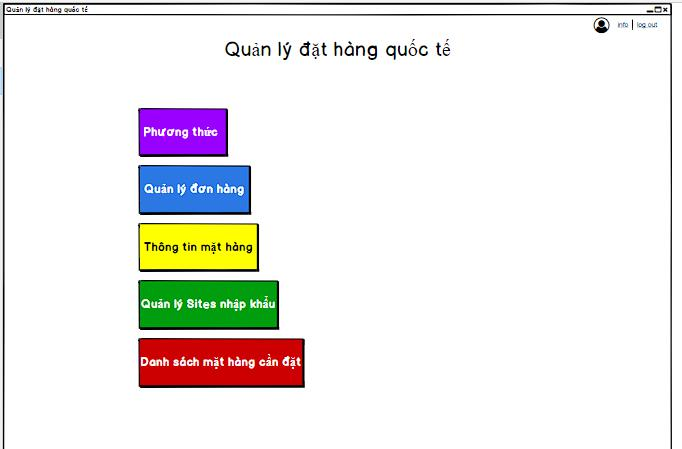 Quản lý đặt hàng quốc tế
info | log out
Quản lý đặt hàng quốc tế
Phương thức
Quản lý đơn hàng
Thông tin mặt hàng
Quản lý Sites nhập khẩu
Danh sách mặt hàng cần đặt